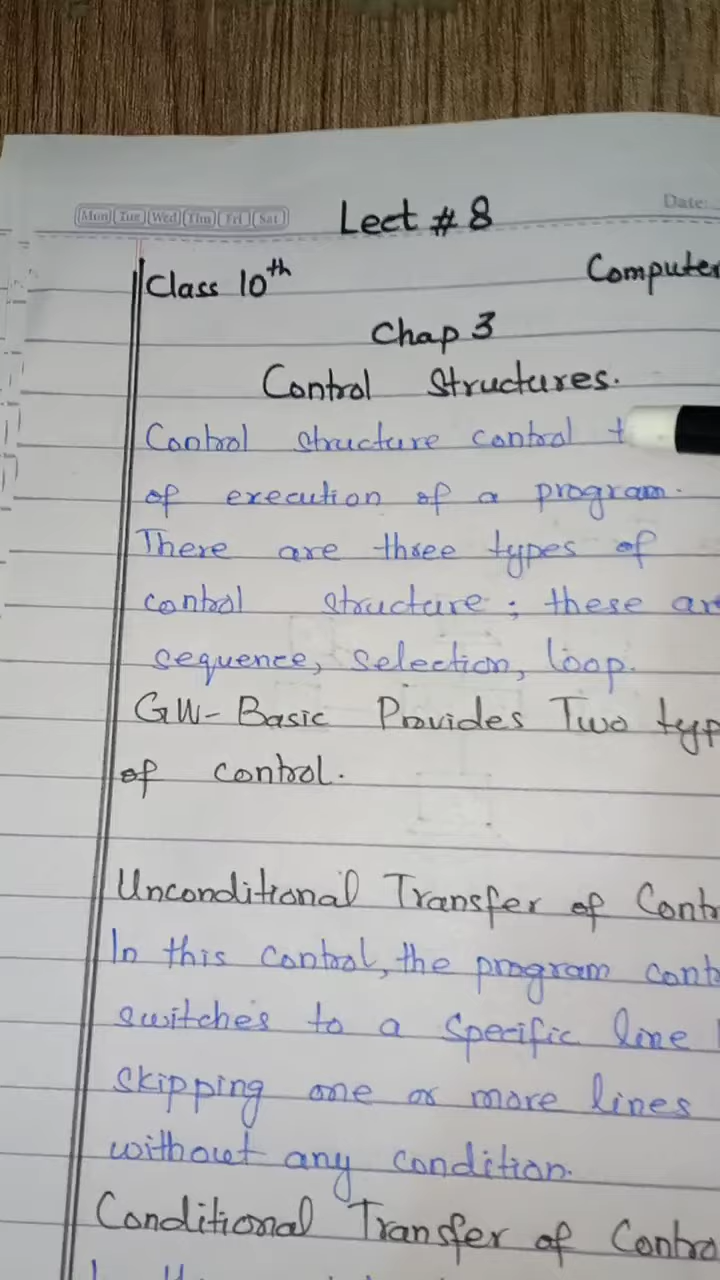 Mon Tue Wed Thu Fri Sat
Lect # 8
Date:
Class 10th
Computer
Chap 3
Control Structures.
Control structure control
of execution of a program.
There are three types of
control structure; these
sequence, selection, loop.
GW-Basic Provides Two
of control.
Unconditional Transfer of
In this control, the program
switches to a specific line
skipping one or more lines
without any condition.
Conditional Transfer of